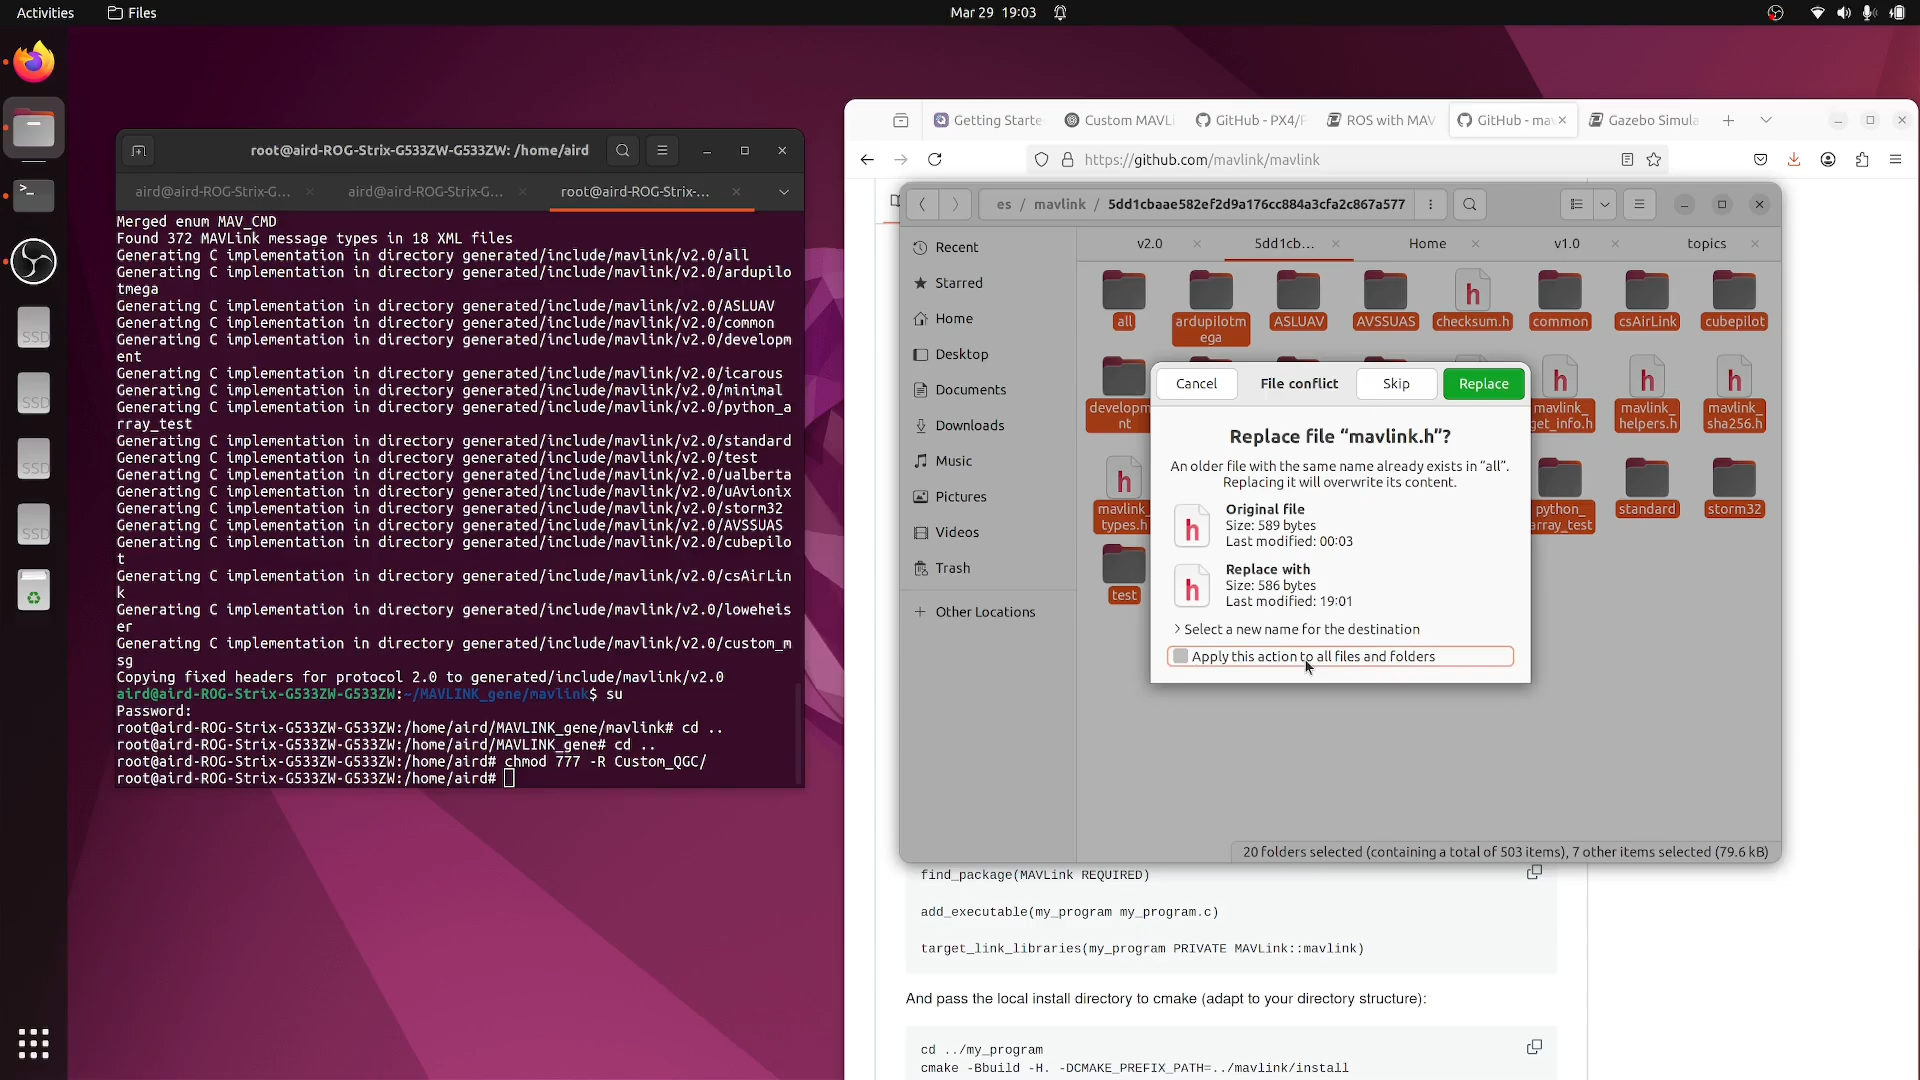 Activities
Files
Mar 29 19:03
root@aird-ROG-Strix-G533ZW-G533ZW: /home/aird
aird@aird-ROG-Strix-G...
aird@aird-ROG-Strix-G...
root@aird-ROG-Strix-...
Merged enum MAV_CMD
Found 372 MAVLink message types in 18 XML files
Generating C implementation in directory generated/include/mavlink/v2.0/all
Generating C implementation in directory generated/include/mavlink/v2.0/ardupilo
tmega
Generating C implementation in directory generated/include/mavlink/v2.0/ASLUAV
Generating C implementation in directory generated/include/mavlink/v2.0/common
Generating C implementation in directory generated/include/mavlink/v2.0/developm
ent
Generating C implementation in directory generated/include/mavlink/v2.0/icarous
Generating C implementation in directory generated/include/mavlink/v2.0/minimal
Generating C implementation in directory generated/include/mavlink/v2.0/python_a
rray_test
Generating C implementation in directory generated/include/mavlink/v2.0/standard
Generating C implementation in directory generated/include/mavlink/v2.0/test
Generating C implementation in directory generated/include/mavlink/v2.0/ualberta
Generating C implementation in directory generated/include/mavlink/v2.0/uAvionix
Generating C implementation in directory generated/include/mavlink/v2.0/storm32
Generating C implementation in directory generated/include/mavlink/v2.0/AVSSUAS
Generating C implementation in directory generated/include/mavlink/v2.0/cubepilo
t
Generating C implementation in directory generated/include/mavlink/v2.0/csAirLin
k
Generating C implementation in directory generated/include/mavlink/v2.0/loweheis
er
Generating C implementation in directory generated/include/mavlink/v2.0/custom_m
sg
Copying fixed headers for protocol 2.0 to generated/include/mavlink/v2.0
aird@aird-ROG-Strix-G533ZW-G533ZW:~/MAVLINK_gene/mavlink$ su
Password:
root@aird-ROG-Strix-G533ZW-G533ZW:/home/aird/MAVLINK_gene/mavlink# cd ..
root@aird-ROG-Strix-G533ZW-G533ZW:/home/aird/MAVLINK_gene# cd ..
root@aird-ROG-Strix-G533ZW-G533ZW:/home/aird# chmod 777 -R Custom_QGC/
root@aird-ROG-Strix-G533ZW-G533ZW:/home/aird#
SSD
SSD
SSD
SSD
Getting Starte
Custom MAVLi
GitHub - PX4/P
ROS with MAV
GitHub - mav
Gazebo Simula
https://github.com/mavlink/mavlink
es / mavlink / 5dd1cbaae582ef2d9a176cc884a3cfa2c867a577
v2.0
5dd1cb...
Home
v1.0
topics
Recent
Starred
Home
Desktop
Documents
Downloads
Music
Pictures
Videos
Trash
Other Locations
all
ardupilotm
ega
ASLUAV
AVSSUAS
checksum.h
common
csAirLink
cubepilot
developm
nt
mavlink_
get_info.h
mavlink_
helpers.h
mavlink_
sha256.h
mavlink_
types.h
python_
array_test
standard
storm32
test
Cancel
File conflict
Skip
Replace
Replace file “mavlink.h”?
An older file with the same name already exists in “all”.
Replacing it will overwrite its content.
Original file
Size: 589 bytes
Last modified: 00:03
Replace with
Size: 586 bytes
Last modified: 19:01
Select a new name for the destination
Apply this action to all files and folders
20 folders selected (containing a total of 503 items), 7 other items selected (79.6 kB)
find_package(MAVLink REQUIRED)
add_executable(my_program my_program.c)
target_link_libraries(my_program PRIVATE MAVLink::mavlink)
And pass the local install directory to cmake (adapt to your directory structure):
cd ../my_program
cmake -Bbuild -H. -DCMAKE_PREFIX_PATH=../mavlink/install